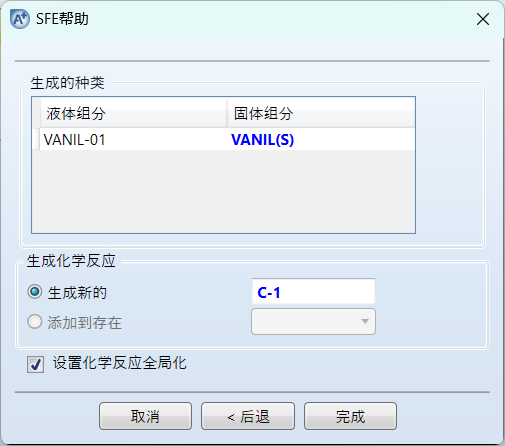 SFE帮助
生成的种类
液体组分 固体组分
VANIL-01 VANIL(S)
生成化学反应
生成新的 C-1
添加到存在
设置化学反应全局化
取消 < 后退 完成